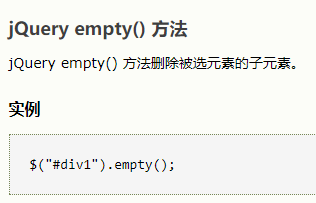 jQuery empty() 方法
jQuery empty() 方法删除被选元素的子元素。
实例
$("#div1").empty();